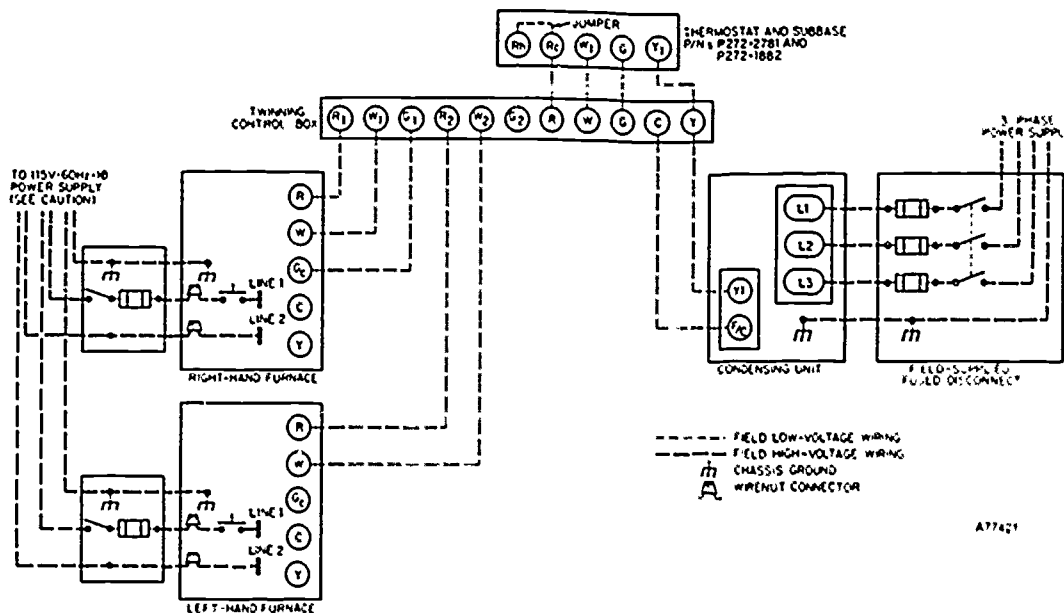 JUMPER
Rh Rc W1 G Y1
THERMOSTAT AND SUBBASE
P/N's P272-2781 AND
P272-1882
TWINNING
CONTROL BOX
R1 W1 G1 R2 W2 G2 R W G C Y
3 PHASE
POWER SUPPLY
TO 115V-60Hz-1Ø
POWER SUPPLY
(SEE CAUTION)
R
W
GC
C
Y
LINE 1
LINE 2
RIGHT-HAND FURNACE
L1
L2
L3
Y1
F/C
CONDENSING UNIT
FIELD-SUPPLIED
FUSED DISCONNECT
R
W
GC
C
Y
LINE 1
LINE 2
LEFT-HAND FURNACE
FIELD LOW-VOLTAGE WIRING
FIELD HIGH-VOLTAGE WIRING
CHASSIS GROUND
WIRENUT CONNECTOR